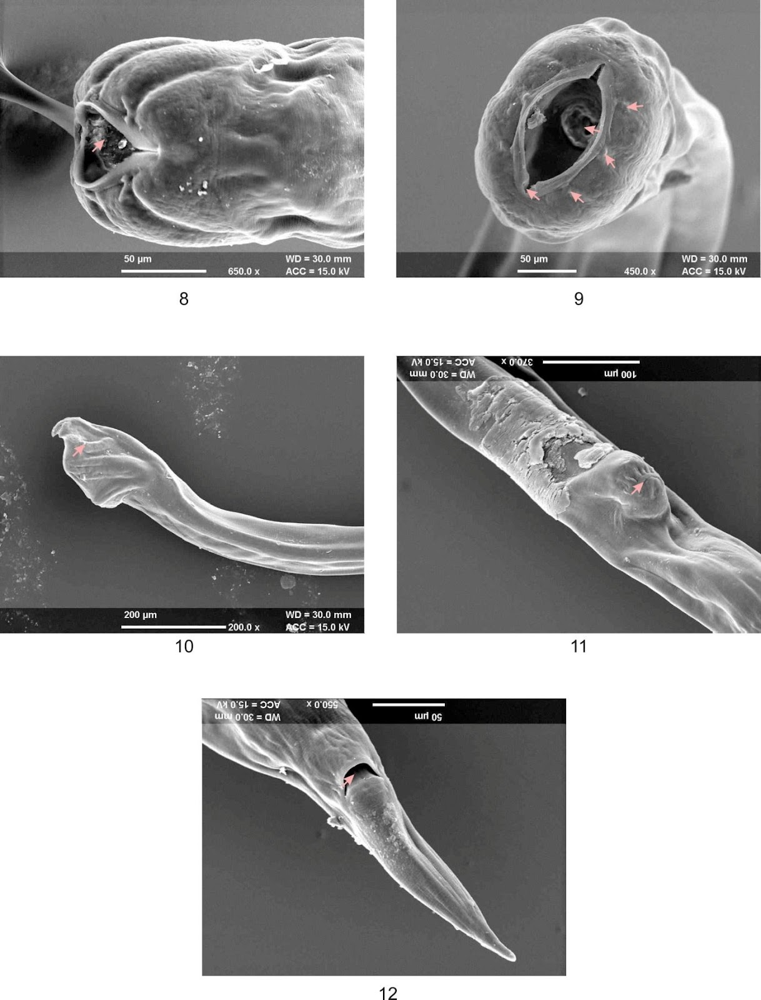 50 µm WD = 30.0 mm
650.0 x ACC = 15.0 kV
8
50 µm WD = 30.0 mm
450.0 x ACC = 15.0 kV
9
200 µm WD = 30.0 mm
200.0 x ACC = 15.0 kV
10
100 µm WD = 30.0 mm
370.0 x ACC = 15.0 kV
11
50 µm WD = 30.0 mm
550.0 x ACC = 15.0 kV
12